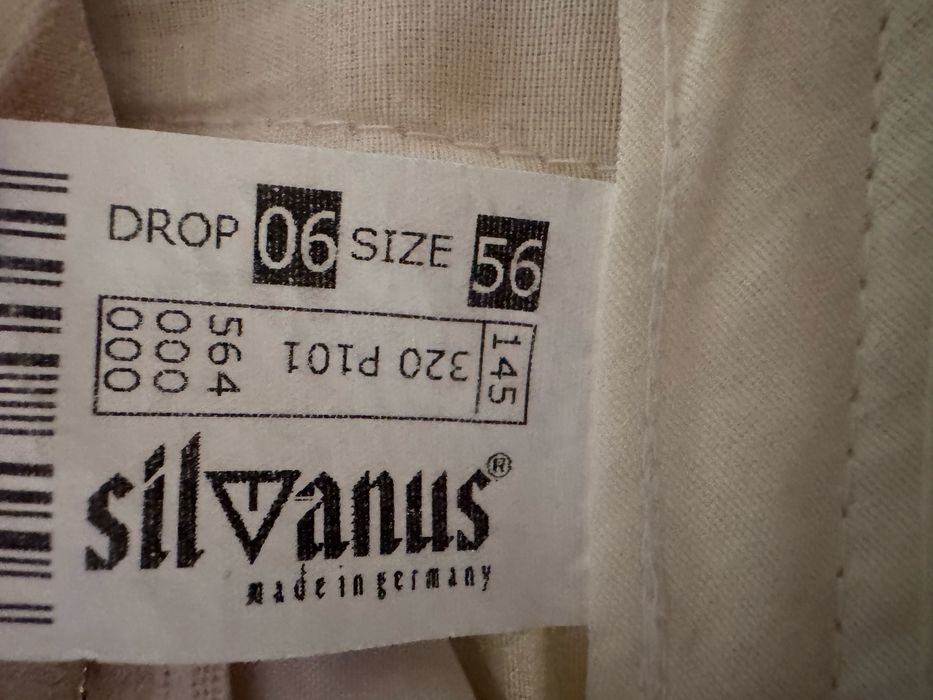 DROP 06 SIZE 56
000
000
564
320 P101
145
silvanus®
made in germany